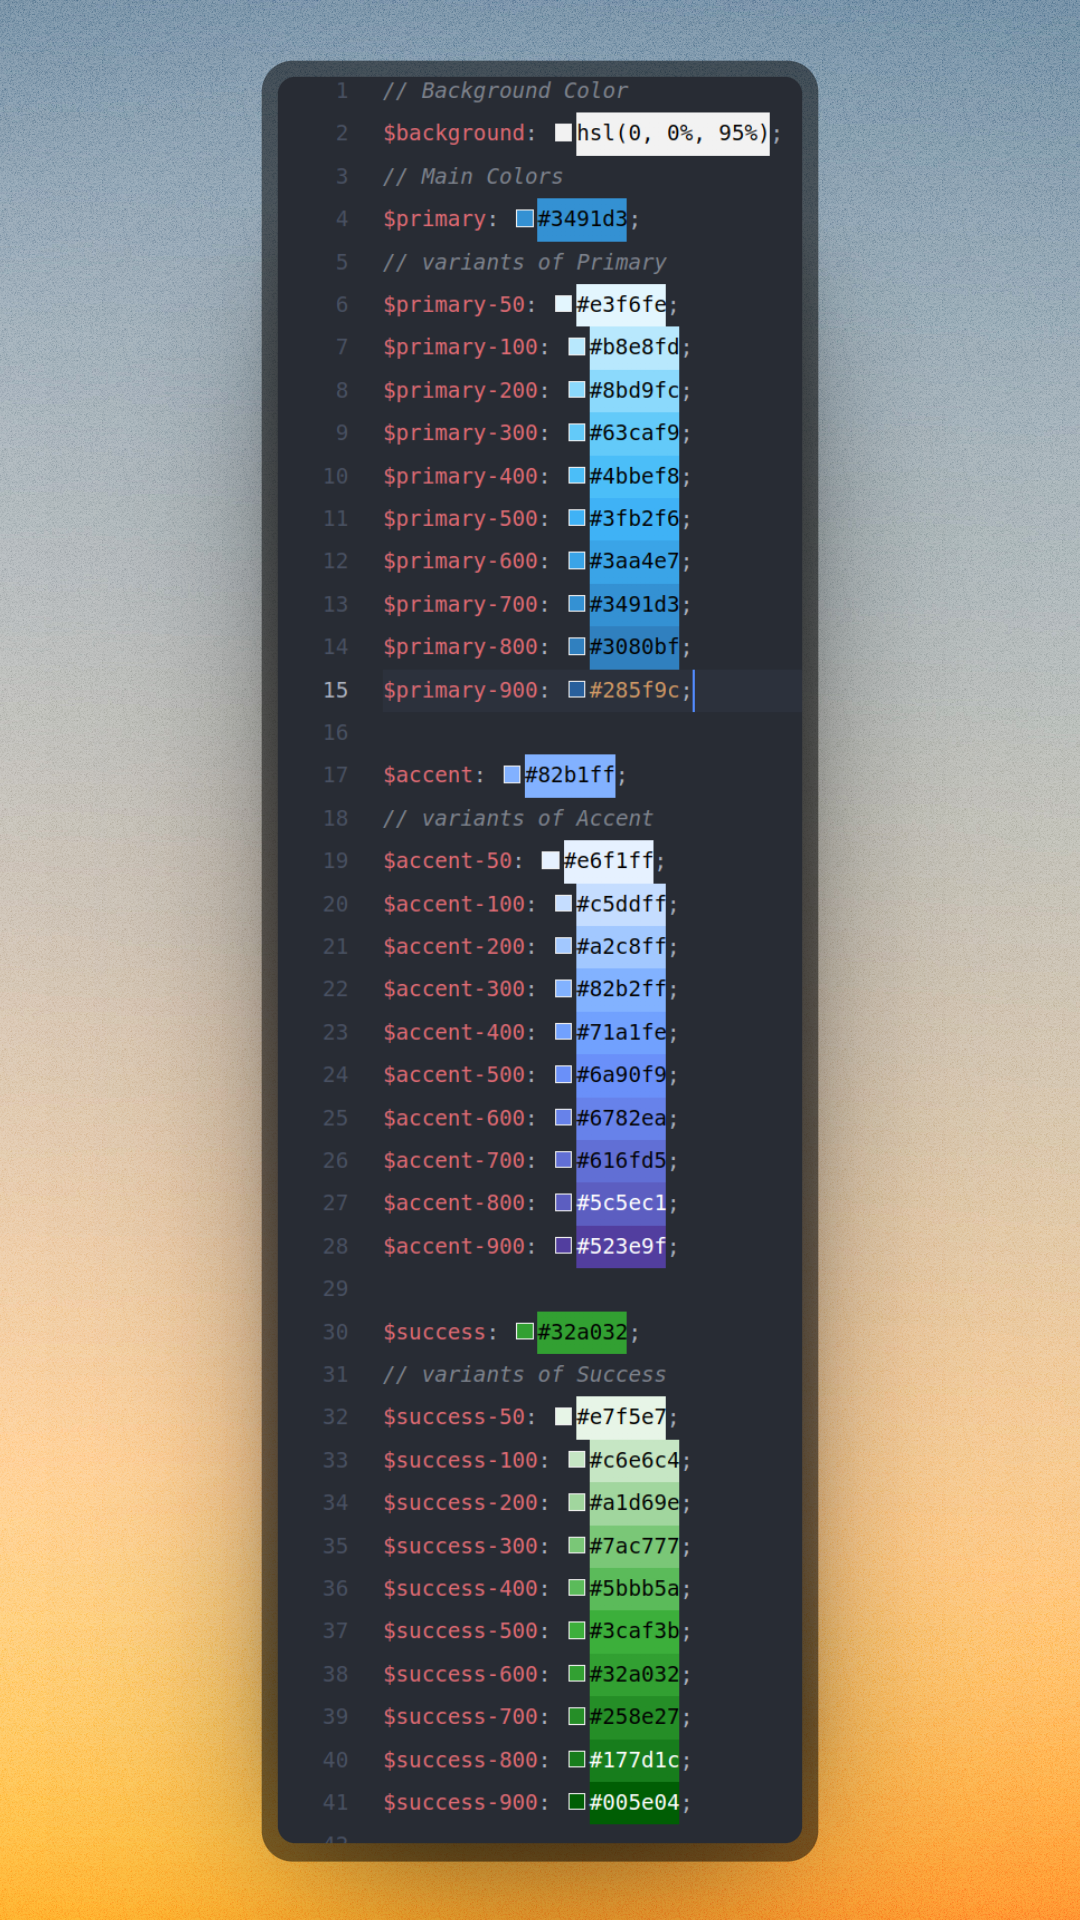 1 // Background Color
2 $background: hsl(0, 0%, 95%);
3 // Main Colors
4 $primary: #3491d3;
5 // variants of Primary
6 $primary-50: #e3f6fe;
7 $primary-100: #b8e8fd;
8 $primary-200: #8bd9fc;
9 $primary-300: #63caf9;
10 $primary-400: #4bbef8;
11 $primary-500: #3fb2f6;
12 $primary-600: #3aa4e7;
13 $primary-700: #3491d3;
14 $primary-800: #3080bf;
15 $primary-900: #285f9c;
16
17 $accent: #82b1ff;
18 // variants of Accent
19 $accent-50: #e6f1ff;
20 $accent-100: #c5ddff;
21 $accent-200: #a2c8ff;
22 $accent-300: #82b2ff;
23 $accent-400: #71a1fe;
24 $accent-500: #6a90f9;
25 $accent-600: #6782ea;
26 $accent-700: #616fd5;
27 $accent-800: #5c5ec1;
28 $accent-900: #523e9f;
29
30 $success: #32a032;
31 // variants of Success
32 $success-50: #e7f5e7;
33 $success-100: #c6e6c4;
34 $success-200: #a1d69e;
35 $success-300: #7ac777;
36 $success-400: #5bbb5a;
37 $success-500: #3caf3b;
38 $success-600: #32a032;
39 $success-700: #258e27;
40 $success-800: #177d1c;
41 $success-900: #005e04;
42